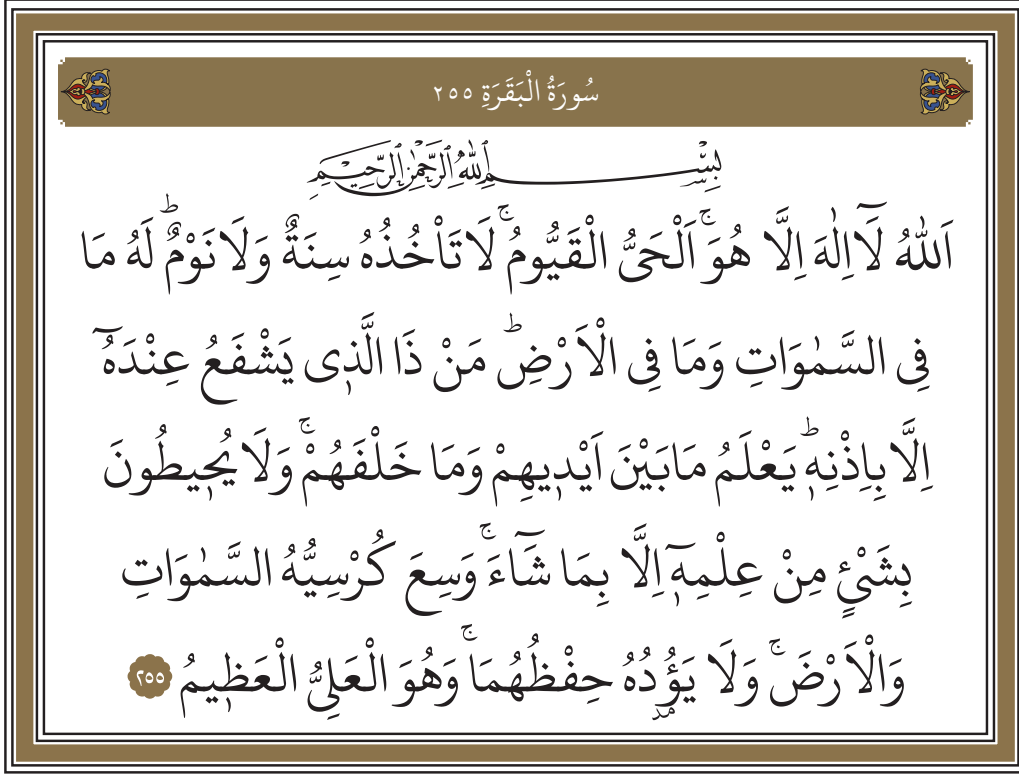 سُورَةُ الْبَقَرَةِ ٢٥٥
بِسْمِ اللّٰهِ الرَّحْمٰنِ الرَّحِيمِ
اَللّٰهُ لَٓا اِلٰهَ اِلَّا هُوَۚ اَلْحَىُّ الْقَيُّومُۚ لَا تَاْخُذُهُ سِنَةٌ وَلَا نَوْمٌۜ لَهُ مَا
فِى السَّمٰوَاتِ وَمَا فِى الْاَرْضِۜ مَنْ ذَا الَّذ۪ى يَشْفَعُ عِنْدَهُٓ
اِلَّا بِاِذْنِه۪ۜ يَعْلَمُ مَا بَيْنَ اَيْد۪يهِمْ وَمَا خَلْفَهُمْۚ وَلَا يُح۪يطُونَ
بِشَىْءٍ مِنْ عِلْمِه۪ٓ اِلَّا بِمَا شَٓاءَۚ وَسِعَ كُرْسِيُّهُ السَّمٰوَاتِ
وَالْاَرْضَۚ وَلَا يَؤُ۫دُهُ حِفْظُهُمَاۚ وَهُوَ الْعَلِىُّ الْعَظ۪يمُ ٢٥٥